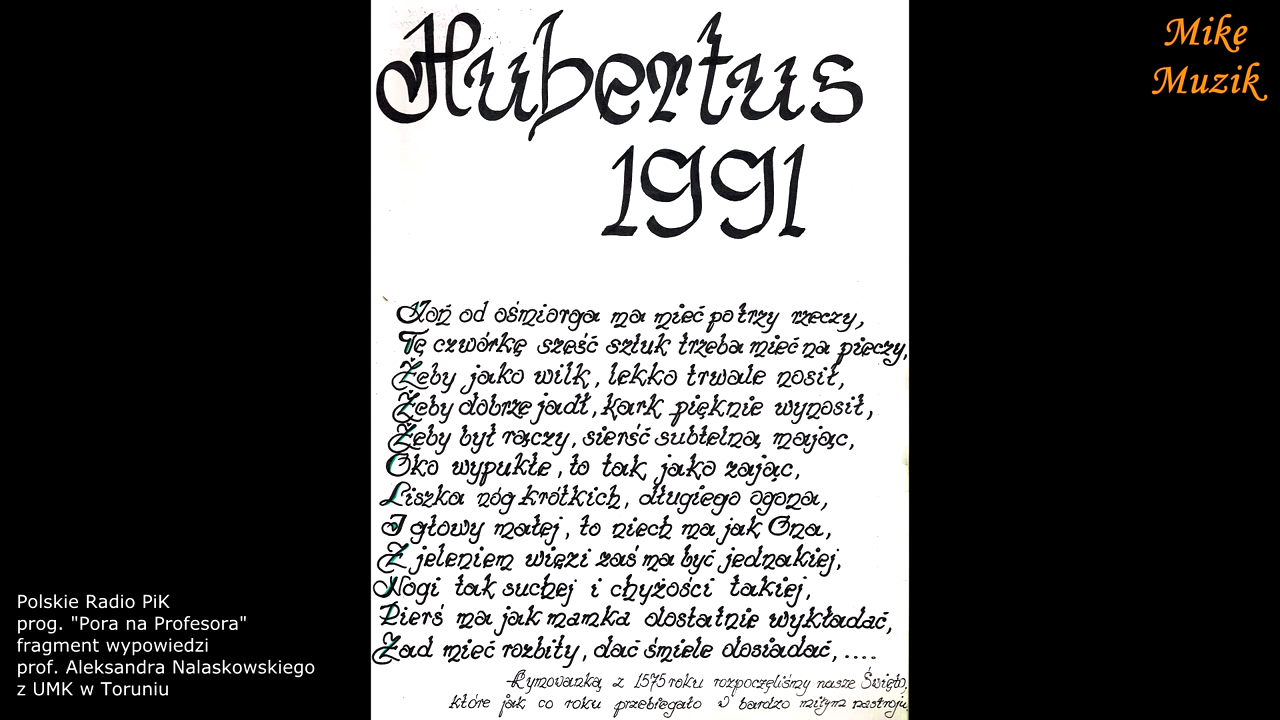 Hubertus
1991
Koń od ośmiorga ma mieć po trzy rzeczy,
Tę czwórkę sześć sztuk trzeba mieć na pieczy,
Żeby jako wilk, lekko trwale nosił,
Żeby dobrze jadł, kark pięknie wynosił,
Żeby był rączy, sierść subtelną mając,
Oko wypukłe, to tak jako zając,
Liszka nóg krótkich, długiego ogona,
I głowy małej, to niech ma jak Ona,
Z jeleniem więzi zaś ma być jednakiej,
Nogi tak suchej i chyżości takiej,
Pierś ma jak mamka dostatnie wykładać,
Zad mieć rozbity, dać śmiele dosiadać,....
Rymowanką z 1575 roku rozpoczęliśmy nasze Święto,
które jak co roku przebiegało w bardzo miłym nastroju
Mike
Muzik
Polskie Radio PiK
prog. "Pora na Profesora"
fragment wypowiedzi
prof. Aleksandra Nalaskowskiego
z UMK w Toruniu